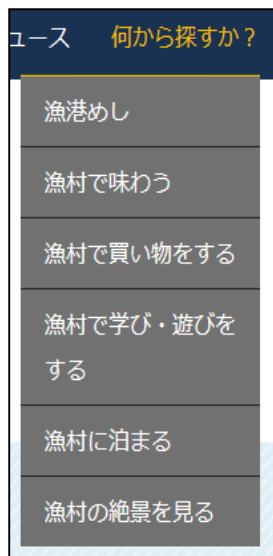 ュース 何から探すか？
漁港めし
漁村で味わう
漁村で買い物をする
漁村で学び・遊びを
する
漁村に泊まる
漁村の絶景を見る